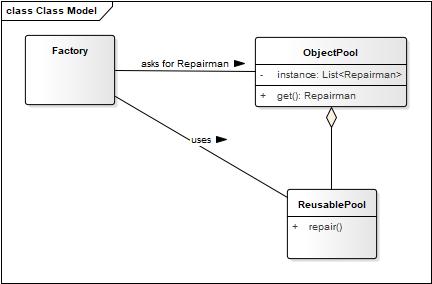 class Class Model
Factory
asks for Repairman
ObjectPool
- instance: List<Repairman>
+ get(): Repairman
uses
ReusablePool
+ repair()